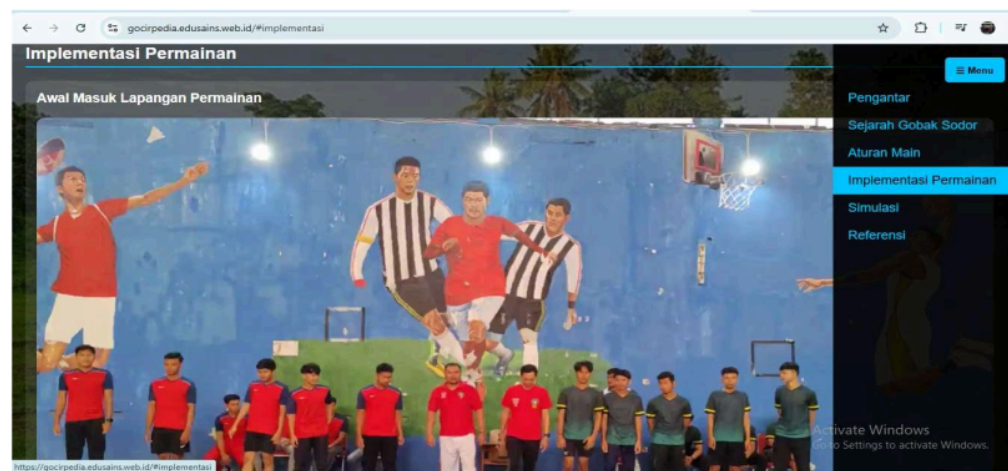 gocirpedia.edusains.web.id/#implementasi
Implementasi Permainan
≡ Menu
Awal Masuk Lapangan Permainan
Pengantar
Sejarah Gobak Sodor
Aturan Main
Implementasi Permainan
Simulasi
Referensi
Activate Windows
Go to Settings to activate Windows.
https://gocirpedia.edusains.web.id/#implementasi